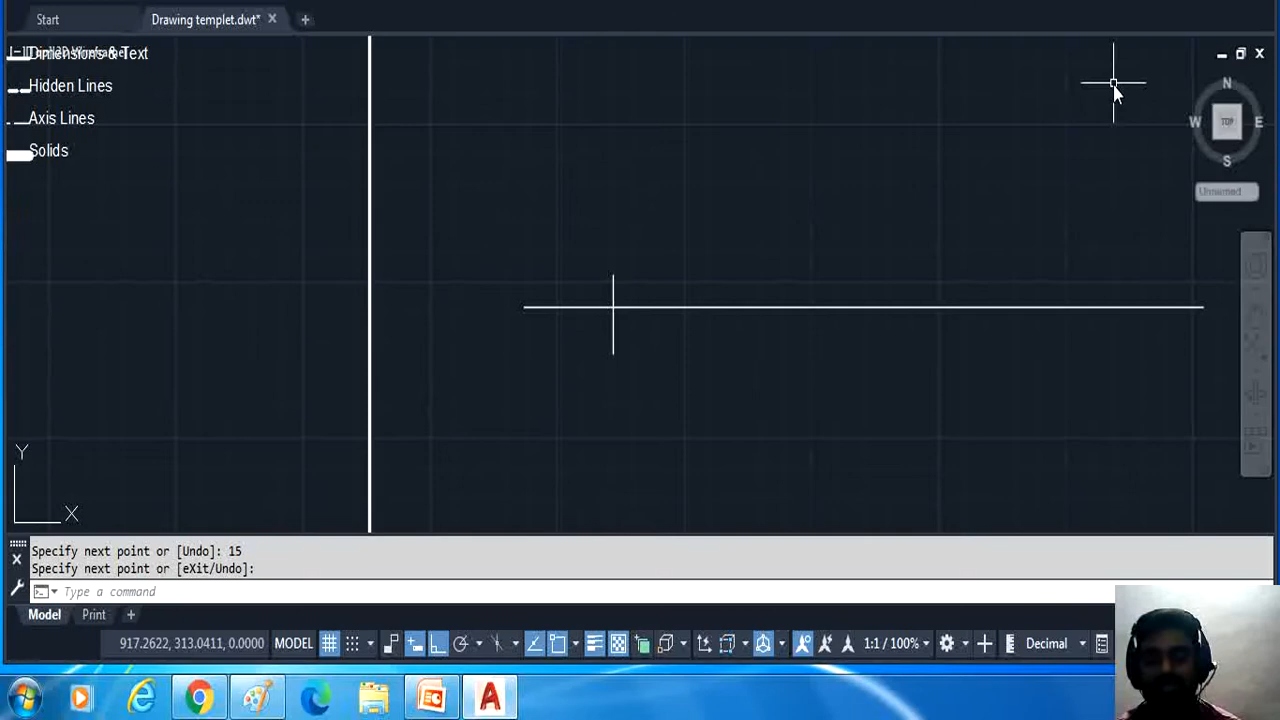 Start
Drawing templet.dwt*
Dimensions & Text
Hidden Lines
Axis Lines
Solids
N
W TOP E
S
Unnamed
Y
X
Specify next point or [Undo]: 15
Specify next point or [eXit/Undo]:
Type a command
Model Print +
917.2622, 313.0411, 0.0000 MODEL 1:1 / 100% Decimal